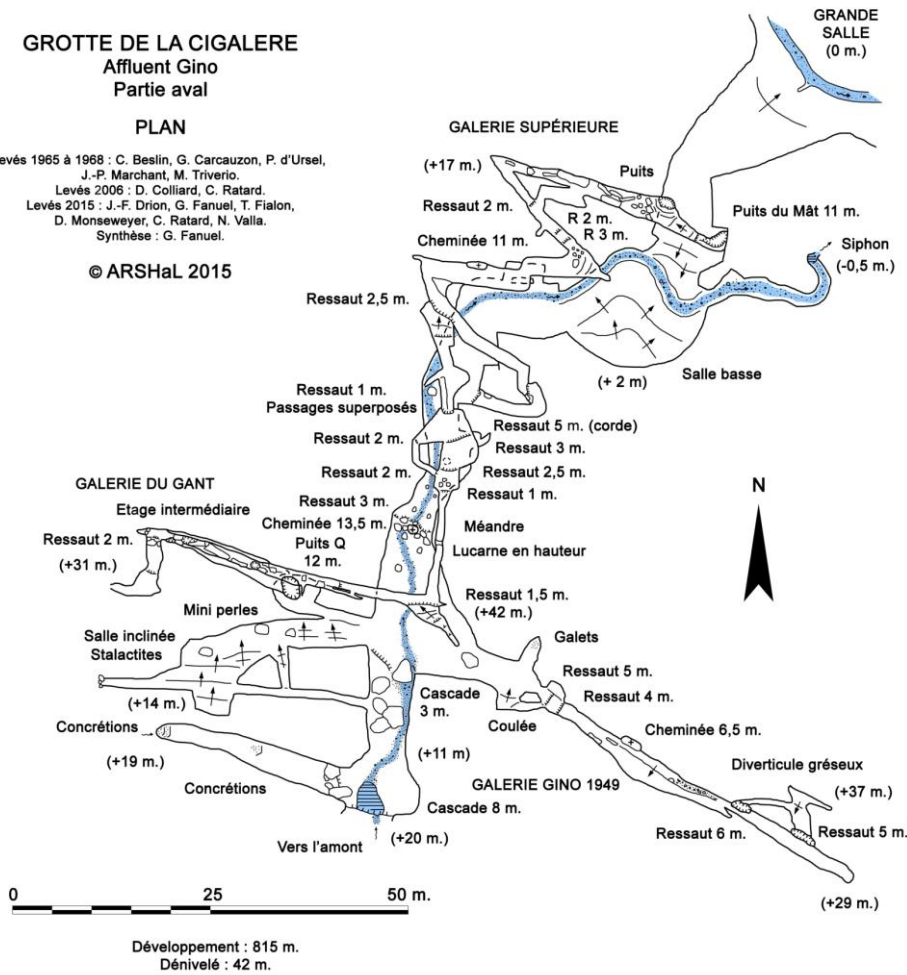 GROTTE DE LA CIGALERE
Affluent Gino
Partie aval
PLAN
evés 1965 à 1968 : C. Beslin, G. Carcauzon, P. d'Ursel,
J.-P. Marchant, M. Triverio.
Levés 2006 : D. Colliard, C. Ratard.
Levés 2015 : J.-F. Drion, G. Fanuel, T. Fialon,
D. Monseweyer, C. Ratard, N. Valla.
Synthèse : G. Fanuel.
© ARSHaL 2015
GRANDE
SALLE
(0 m.)
GALERIE SUPÉRIEURE
(+17 m.)
Puits
Ressaut 2 m.
R 2 m.
R 3 m.
Puits du Mât 11 m.
Cheminée 11 m.
Siphon
(-0,5 m.)
Ressaut 2,5 m.
Salle basse
(+ 2 m)
Ressaut 1 m.
Passages superposés
Ressaut 5 m. (corde)
Ressaut 2 m.
Ressaut 3 m.
Ressaut 2 m.
Ressaut 2,5 m.
GALERIE DU GANT
Ressaut 3 m.
Ressaut 1 m.
N
Etage intermédiaire
Cheminée 13,5 m.
Méandre
Ressaut 2 m.
Puits Q
12 m.
Lucarne en hauteur
(+31 m.)
Ressaut 1,5 m.
(+42 m.)
Mini perles
Galets
Salle inclinée
Stalactites
Ressaut 5 m.
Ressaut 4 m.
(+14 m.)
Cascade
3 m.
Coulée
Concrétions
Cheminée 6,5 m.
(+19 m.)
(+11 m)
Diverticule gréseux
Concrétions
GALERIE GINO 1949
(+37 m.)
Cascade 8 m.
Ressaut 6 m.
Ressaut 5 m.
Vers l'amont
(+20 m.)
(+29 m.)
0 25 50 m.
Développement : 815 m.
Dénivelé : 42 m.